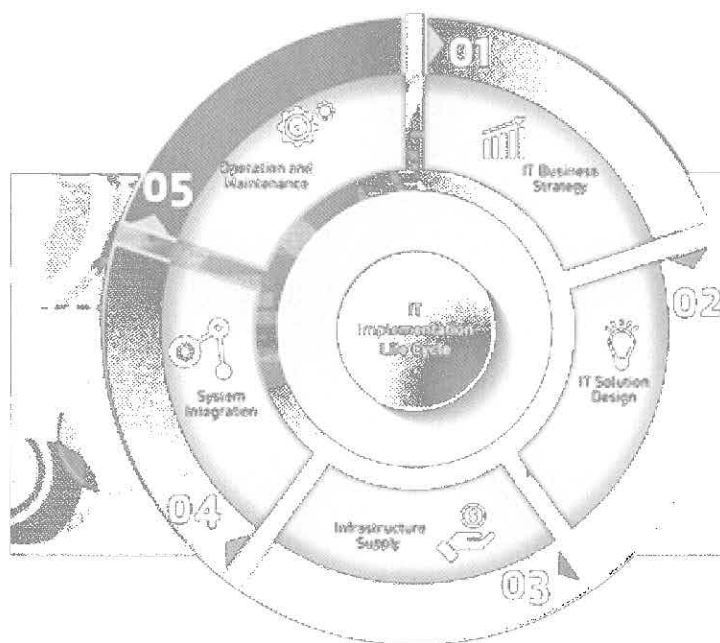 01
IT Business
Strategy
02
IT Solution
Design
03
Infrastructure
Supply
04
System
Integration
05
Operation and
Maintenance
IT
Implementation
Life Cycle